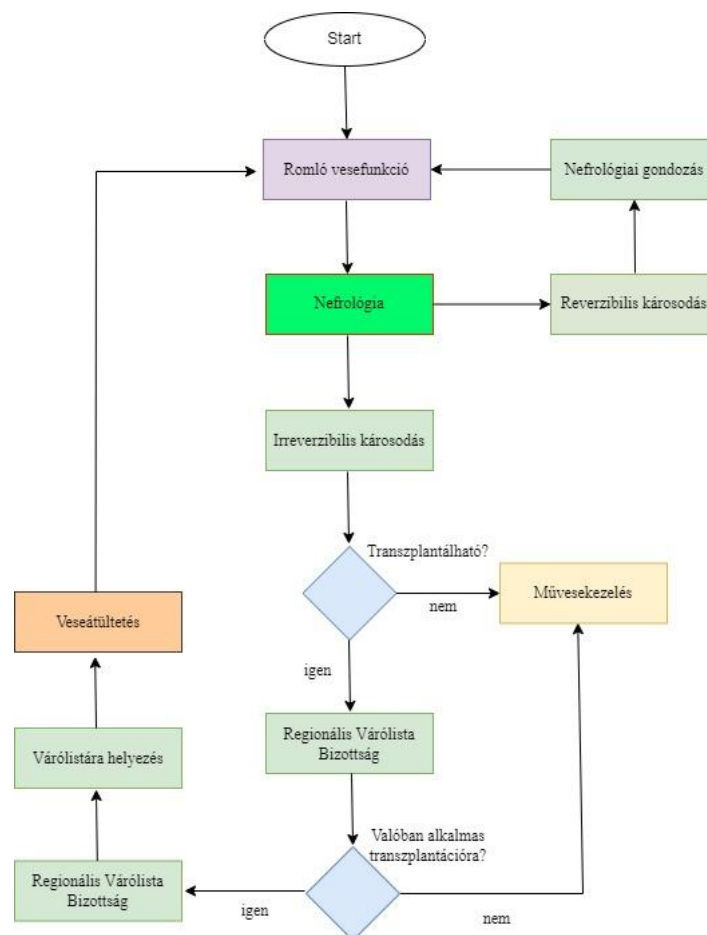 Start
Romló vesefunkció
Nefrológiai gondozás
Nefrológia
Reverzibilis károsodás
Irreverzibilis károsodás
Transzplantálható?
Veseátültetés
nem
Művesekezelés
igen
Regionális Várólista
Bizottság
Várólistára helyezés
Valóban alkalmas
transzplantációra?
Regionális Várólista
Bizottság
igen
nem